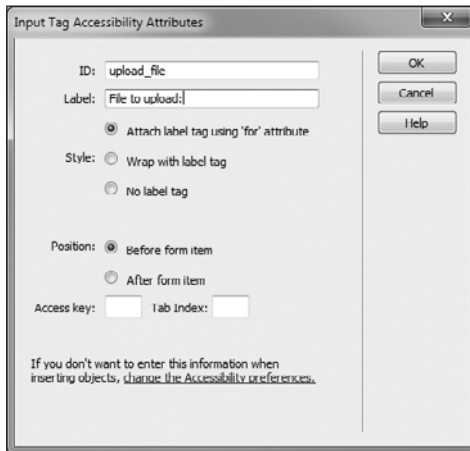 Input Tag Accessibility Attributes
ID: upload_file
OK
Label: File to upload:
Cancel
Attach label tag using 'for' attribute
Help
Style: Wrap with label tag
No label tag
Position: Before form item
After form item
Access key: Tab Index:
If you don't want to enter this information when
inserting objects, change the Accessibility preferences.